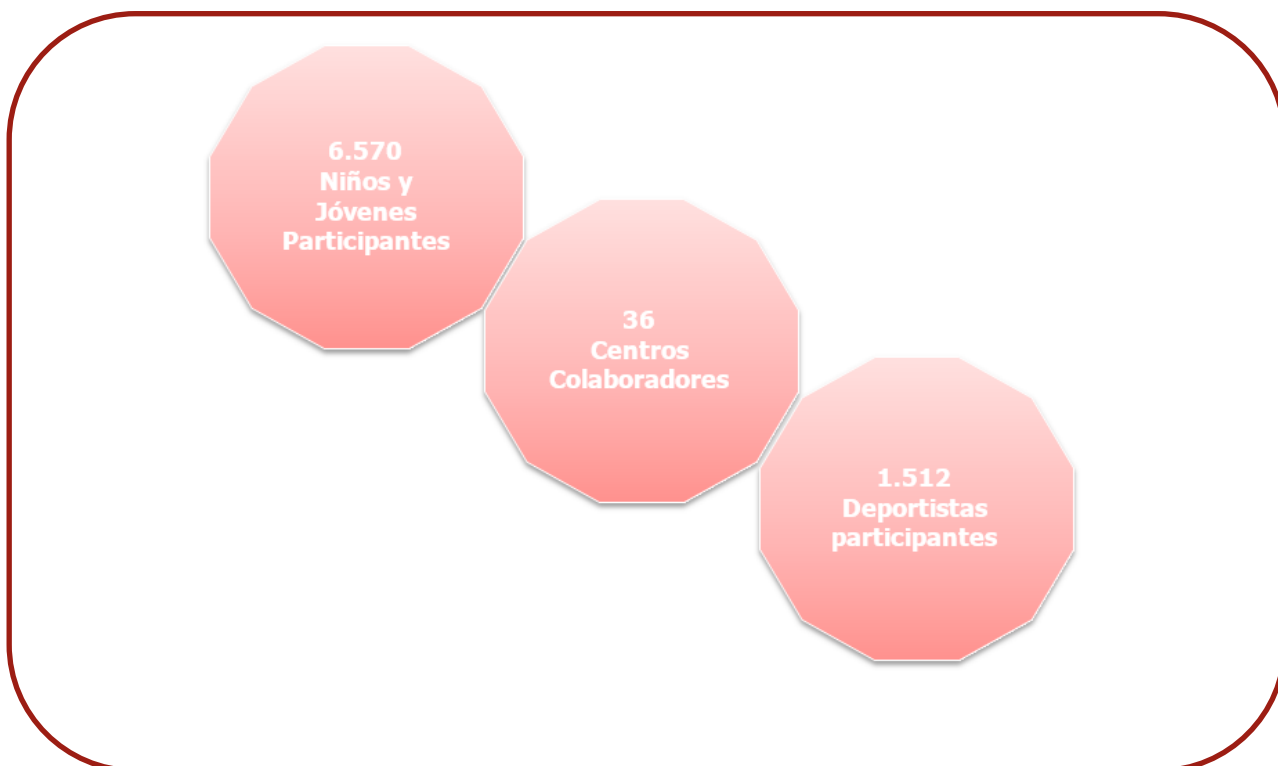 6.570
Niños y
Jóvenes
Participantes
36
Centros
Colaboradores
1.512
Deportistas
participantes